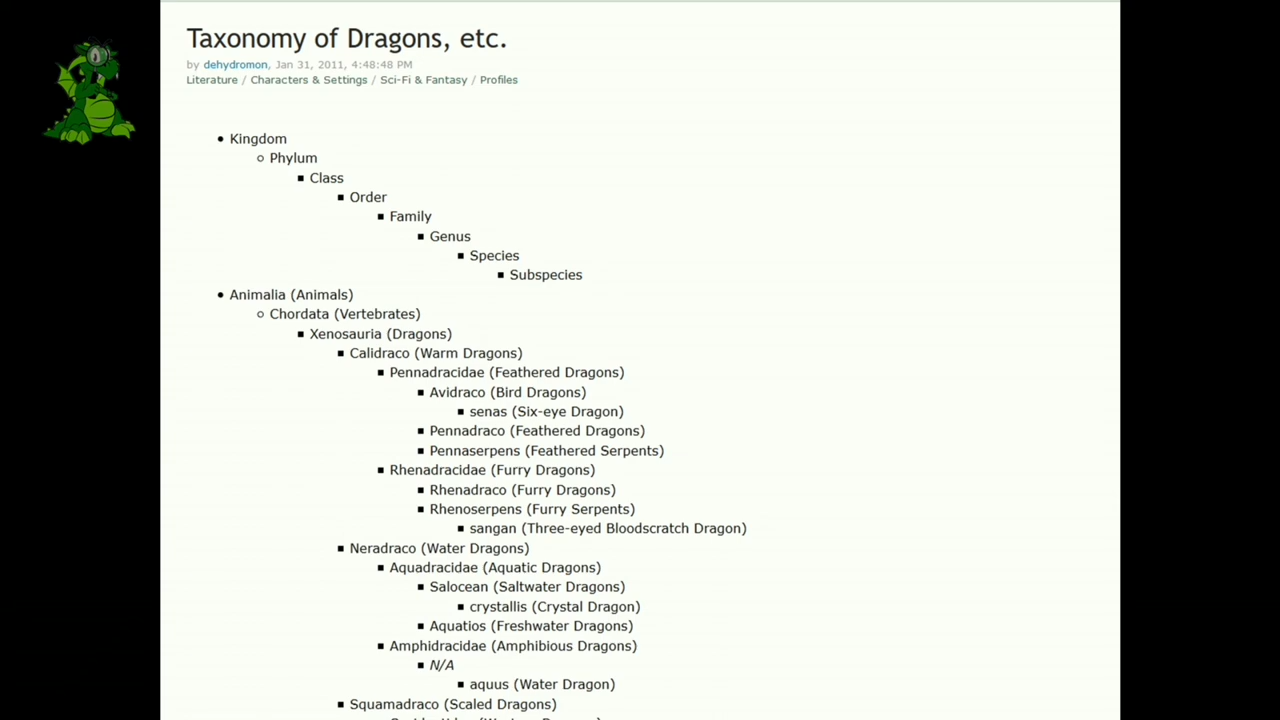 Taxonomy of Dragons, etc.
by dehydromon, Jan 31, 2011, 4:48:48 PM
Literature / Characters & Settings / Sci-Fi & Fantasy / Profiles
Kingdom
Phylum
Class
Order
Family
Genus
Species
Subspecies
Animalia (Animals)
Chordata (Vertebrates)
Xenosauria (Dragons)
Calidraco (Warm Dragons)
Pennadracidae (Feathered Dragons)
Avidraco (Bird Dragons)
senas (Six-eye Dragon)
Pennadraco (Feathered Dragons)
Pennaserpens (Feathered Serpents)
Rhenadracidae (Furry Dragons)
Rhenadraco (Furry Dragons)
Rhenoserpens (Furry Serpents)
sangan (Three-eyed Bloodscratch Dragon)
Neradraco (Water Dragons)
Aquadracidae (Aquatic Dragons)
Salocean (Saltwater Dragons)
crystallis (Crystal Dragon)
Aquatios (Freshwater Dragons)
Amphidracidae (Amphibious Dragons)
N/A
aquus (Water Dragon)
Squamadraco (Scaled Dragons)